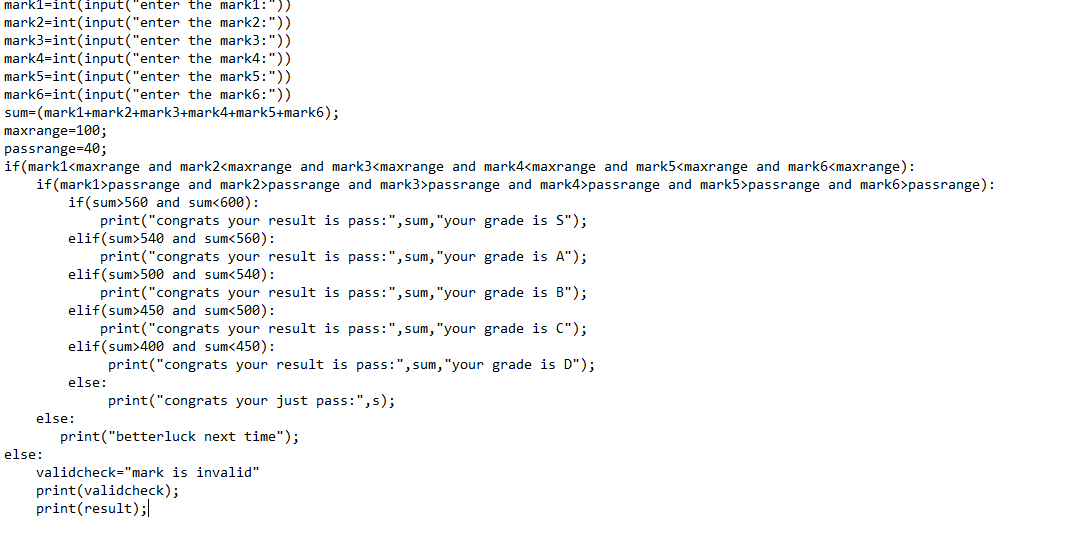 mark1=int(input("enter the mark1:"))
mark2=int(input("enter the mark2:"))
mark3=int(input("enter the mark3:"))
mark4=int(input("enter the mark4:"))
mark5=int(input("enter the mark5:"))
mark6=int(input("enter the mark6:"))
sum=(mark1+mark2+mark3+mark4+mark5+mark6);
maxrange=100;
passrange=40;
if(mark1<maxrange and mark2<maxrange and mark3<maxrange and mark4<maxrange and mark5<maxrange and mark6<maxrange):
    if(mark1>passrange and mark2>passrange and mark3>passrange and mark4>passrange and mark5>passrange and mark6>passrange):
        if(sum>560 and sum<600):
            print("congrats your result is pass:",sum,"your grade is S");
        elif(sum>540 and sum<560):
            print("congrats your result is pass:",sum,"your grade is A");
        elif(sum>500 and sum<540):
            print("congrats your result is pass:",sum,"your grade is B");
        elif(sum>450 and sum<500):
            print("congrats your result is pass:",sum,"your grade is C");
        elif(sum>400 and sum<450):
             print("congrats your result is pass:",sum,"your grade is D");
        else:
             print("congrats your just pass:",s);
    else:
       print("betterluck next time");
else:
    validcheck="mark is invalid"
    print(validcheck);
    print(result);